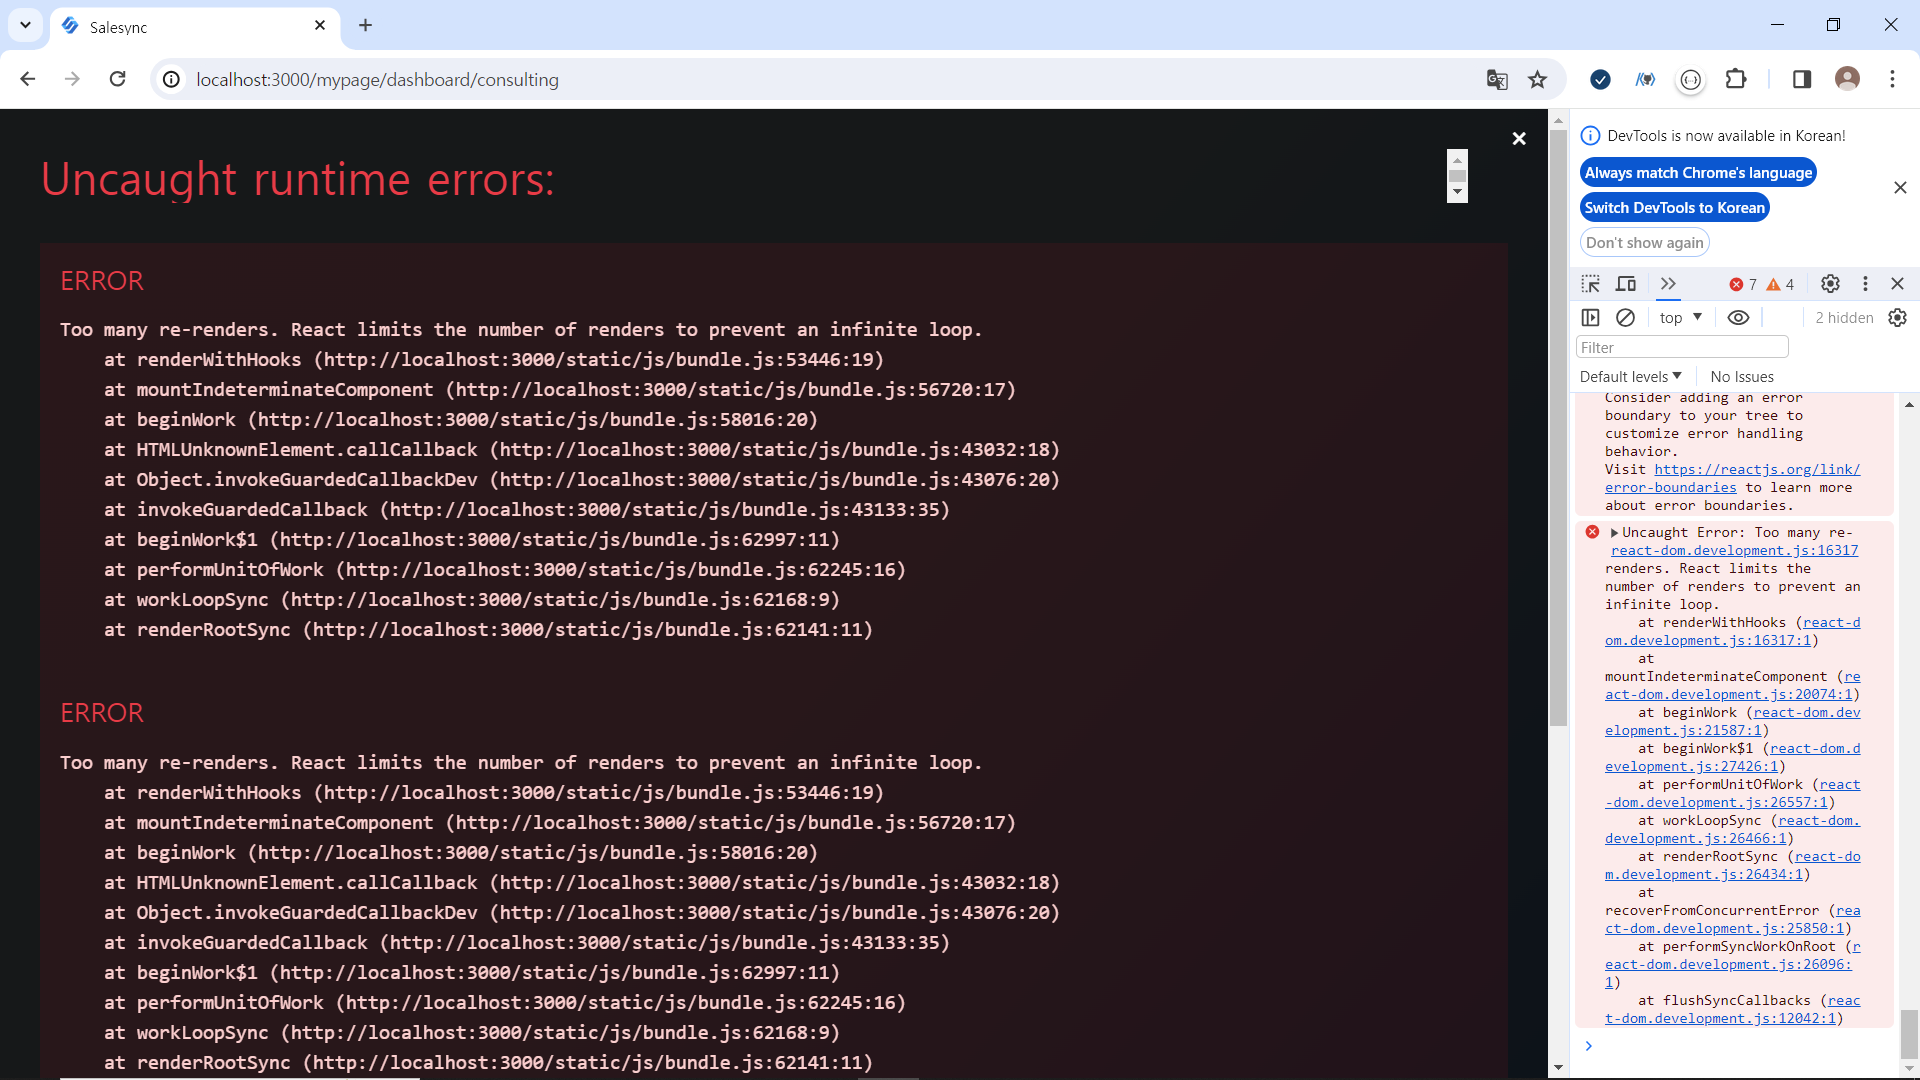 Salesync
localhost:3000/mypage/dashboard/consulting
Uncaught runtime errors:
ERROR
Too many re-renders. React limits the number of renders to prevent an infinite loop.
at renderWithHooks (http://localhost:3000/static/js/bundle.js:53446:19)
at mountIndeterminateComponent (http://localhost:3000/static/js/bundle.js:56720:17)
at beginWork (http://localhost:3000/static/js/bundle.js:58016:20)
at HTMLUnknownElement.callCallback (http://localhost:3000/static/js/bundle.js:43032:18)
at Object.invokeGuardedCallbackDev (http://localhost:3000/static/js/bundle.js:43076:20)
at invokeGuardedCallback (http://localhost:3000/static/js/bundle.js:43133:35)
at beginWork$1 (http://localhost:3000/static/js/bundle.js:62997:11)
at performUnitOfWork (http://localhost:3000/static/js/bundle.js:62245:16)
at workLoopSync (http://localhost:3000/static/js/bundle.js:62168:9)
at renderRootSync (http://localhost:3000/static/js/bundle.js:62141:11)
ERROR
Too many re-renders. React limits the number of renders to prevent an infinite loop.
at renderWithHooks (http://localhost:3000/static/js/bundle.js:53446:19)
at mountIndeterminateComponent (http://localhost:3000/static/js/bundle.js:56720:17)
at beginWork (http://localhost:3000/static/js/bundle.js:58016:20)
at HTMLUnknownElement.callCallback (http://localhost:3000/static/js/bundle.js:43032:18)
at Object.invokeGuardedCallbackDev (http://localhost:3000/static/js/bundle.js:43076:20)
at invokeGuardedCallback (http://localhost:3000/static/js/bundle.js:43133:35)
at beginWork$1 (http://localhost:3000/static/js/bundle.js:62997:11)
at performUnitOfWork (http://localhost:3000/static/js/bundle.js:62245:16)
at workLoopSync (http://localhost:3000/static/js/bundle.js:62168:9)
at renderRootSync (http://localhost:3000/static/js/bundle.js:62141:11)
DevTools is now available in Korean!
Always match Chrome's language
Switch DevTools to Korean
Don't show again
7 4
top 2 hidden
Filter
Default levels No Issues
Consider adding an error
boundary to your tree to
customize error handling
behavior.
Visit https://reactjs.org/link/
error-boundaries to learn more
about error boundaries.
Uncaught Error: Too many re-
react-dom.development.js:16317
renders. React limits the
number of renders to prevent an
infinite loop.
at renderWithHooks (react-d
om.development.js:16317:1)
at
mountIndeterminateComponent (re
act-dom.development.js:20074:1)
at beginWork (react-dom.dev
elopment.js:21587:1)
at beginWork$1 (react-dom.d
evelopment.js:27426:1)
at performUnitOfWork (react
-dom.development.js:26557:1)
at workLoopSync (react-dom.
development.js:26466:1)
at renderRootSync (react-do
m.development.js:26434:1)
at
recoverFromConcurrentError (rea
ct-dom.development.js:25850:1)
at performSyncWorkOnRoot (r
eact-dom.development.js:26096:
1)
at flushSyncCallbacks (reac
t-dom.development.js:12042:1)